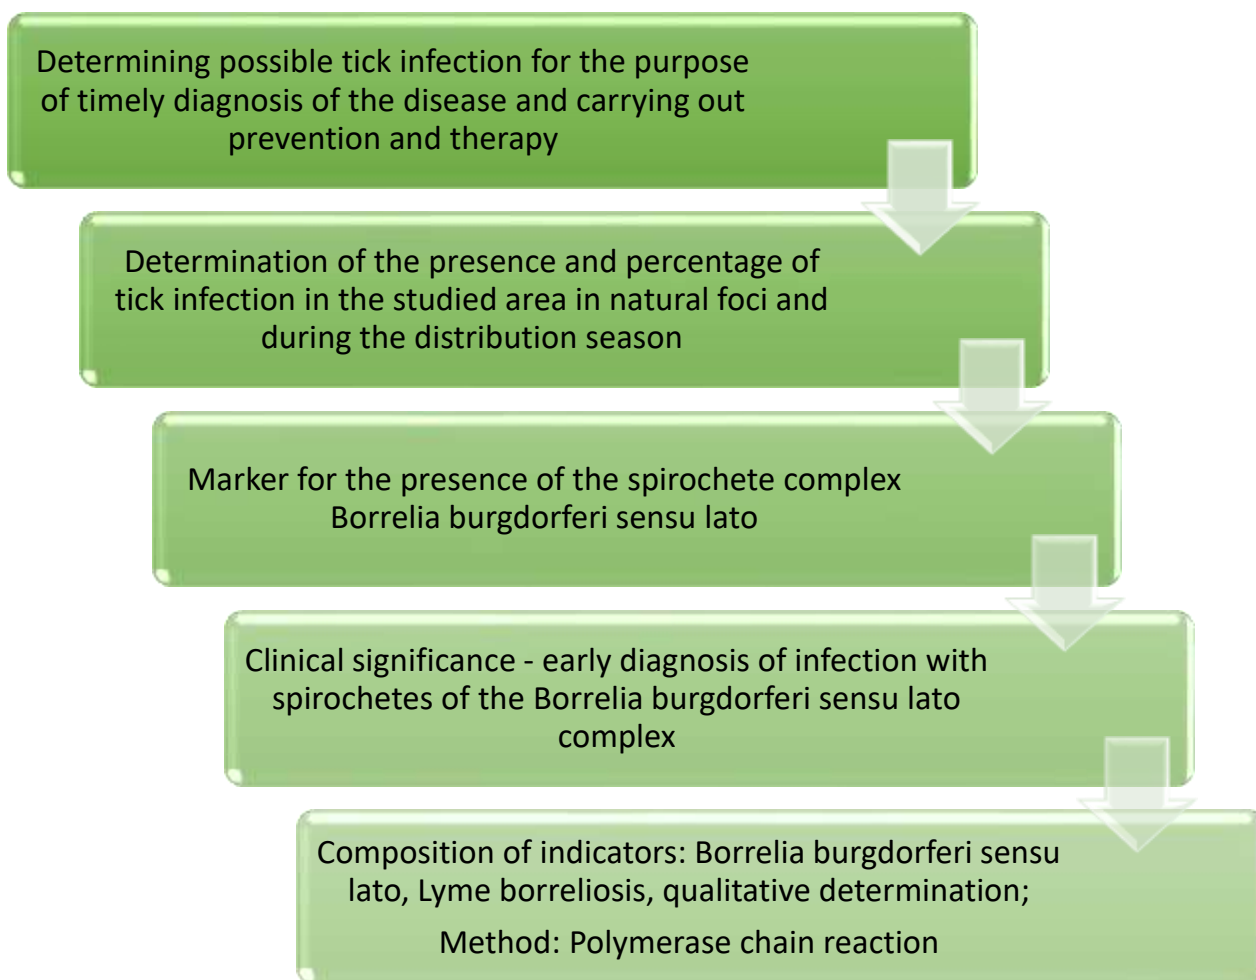 Determining possible tick infection for the purpose
of timely diagnosis of the disease and carrying out
prevention and therapy
Determination of the presence and percentage of
tick infection in the studied area in natural foci and
during the distribution season
Marker for the presence of the spirochete complex
Borrelia burgdorferi sensu lato
Clinical significance - early diagnosis of infection with
spirochetes of the Borrelia burgdorferi sensu lato
complex
Composition of indicators: Borrelia burgdorferi sensu
lato, Lyme borreliosis, qualitative determination;
Method: Polymerase chain reaction